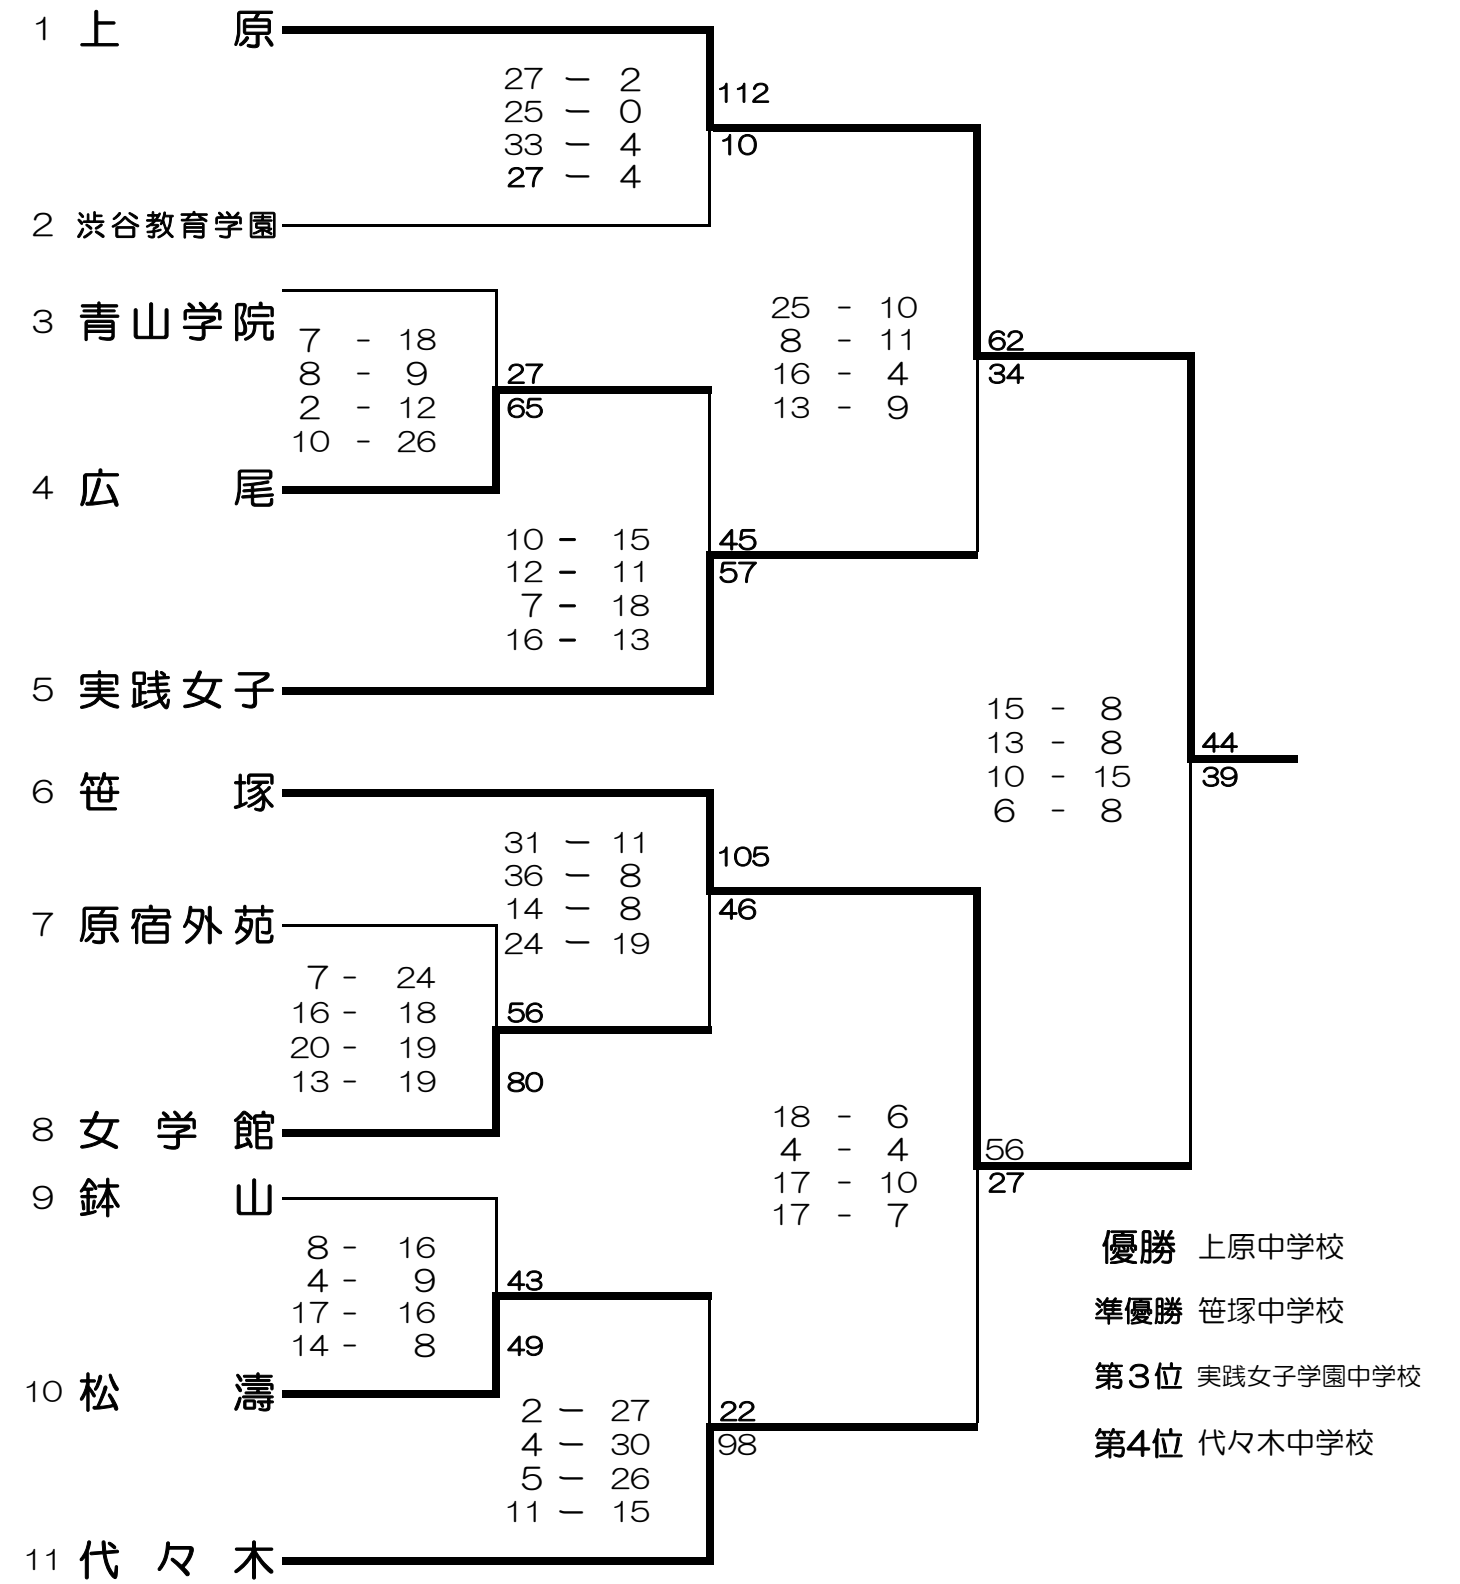 1 上原
27 － 2
25 － 0
33 － 4
27 － 4
112
10
2 渋谷教育学園
3 青山学院
7 - 18
8 - 9
2 - 12
10 - 26
27
65
4 広尾
25 - 10
8 - 11
16 - 4
13 - 9
62
34
10 - 15
12 - 11
7 - 18
16 - 13
45
57
5 実践女子
15 - 8
13 - 8
10 - 15
6 - 8
44
39
6 笹塚
31 － 11
36 － 8
14 － 8
24 － 19
105
46
7 原宿外苑
7 - 24
16 - 18
20 - 19
13 - 19
56
80
8 女学館
18 - 6
4 - 4
17 - 10
17 - 7
56
27
9 鉢山
8 - 16
4 - 9
17 - 16
14 - 8
43
49
10 松濤
2 － 27
4 － 30
5 － 26
11 － 15
22
98
11 代々木
優勝 上原中学校
準優勝 笹塚中学校
第3位 実践女子学園中学校
第4位 代々木中学校